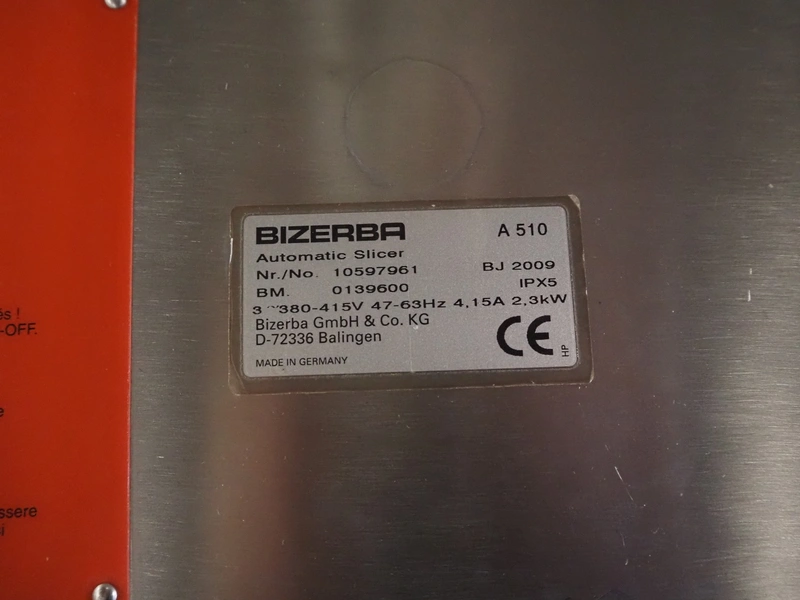 BIZERBA A 510
Automatic Slicer
Nr./No. 10597961 BJ 2009
BM. 0139600 IPX5
3 ~ 380-415V 47-63Hz 4,15A 2,3kW
Bizerba GmbH & Co. KG
D-72336 Balingen
CE
HP
MADE IN GERMANY
és !
-OFF.
e
ssere
i